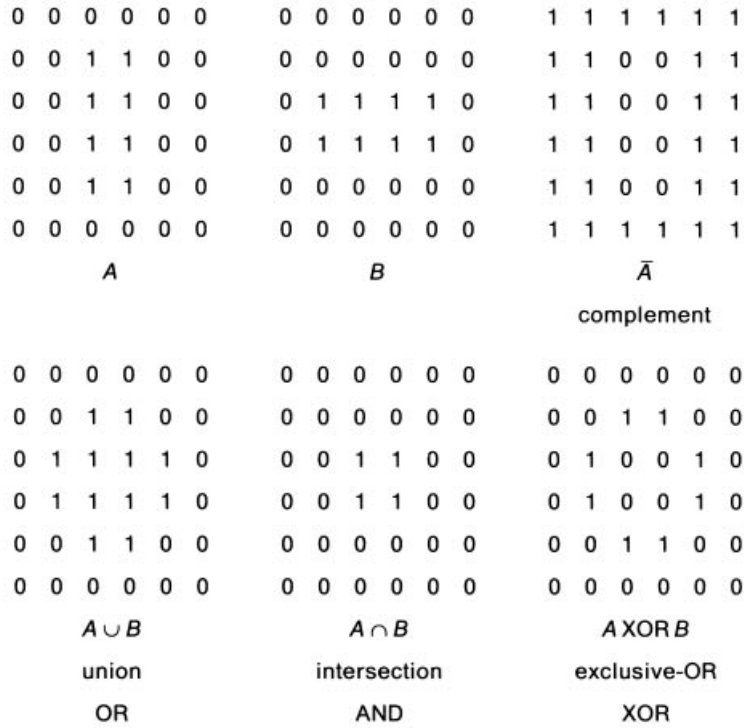 0 0 0 0 0 0 0 0 0 0 0 0 1 1 1 1 1 1
0 0 1 1 0 0 0 0 0 0 0 0 1 1 0 0 1 1
0 0 1 1 0 0 0 1 1 1 1 0 1 1 0 0 1 1
0 0 1 1 0 0 0 1 1 1 1 0 1 1 0 0 1 1
0 0 1 1 0 0 0 0 0 0 0 0 1 1 0 0 1 1
0 0 0 0 0 0 0 0 0 0 0 0 1 1 1 1 1 1
A B Ā
complement
0 0 0 0 0 0 0 0 0 0 0 0 0 0 0 0 0 0
0 0 1 1 0 0 0 0 0 0 0 0 0 0 1 1 0 0
0 1 1 1 1 0 0 0 1 1 0 0 0 1 0 0 1 0
0 1 1 1 1 0 0 0 1 1 0 0 0 1 0 0 1 0
0 0 1 1 0 0 0 0 0 0 0 0 0 0 1 1 0 0
0 0 0 0 0 0 0 0 0 0 0 0 0 0 0 0 0 0
A ∪ B A ∩ B A XOR B
union intersection exclusive-OR
OR AND XOR